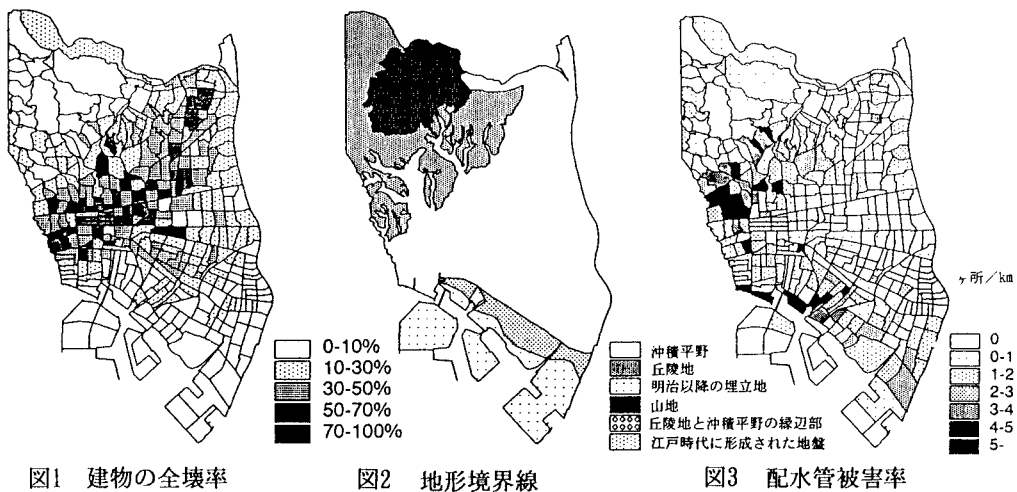 0-10%
10-30%
30-50%
50-70%
70-100%
図1 建物の全壊率
沖積平野
丘陵地
明治以降の埋立地
山地
丘陵地と沖積平野の縁辺部
江戸時代に形成された地盤
図2 地形境界線
ヶ所/km
0
0-1
1-2
2-3
3-4
4-5
5-
図3 配水管被害率